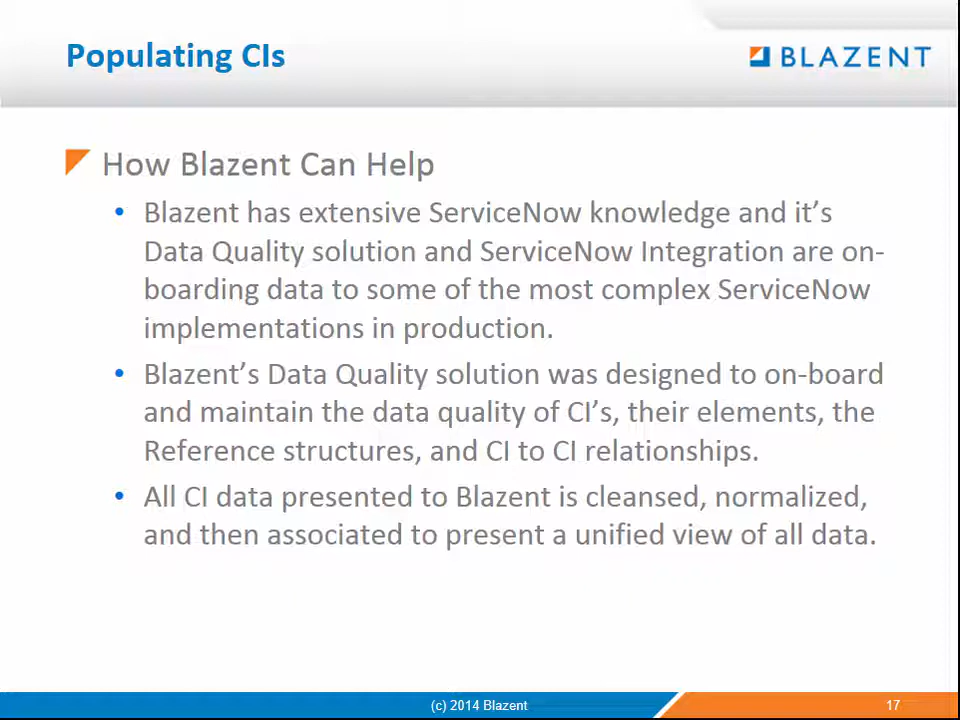 Populating CIs
BLAZENT
How Blazent Can Help
• Blazent has extensive ServiceNow knowledge and it’s
Data Quality solution and ServiceNow Integration are on-
boarding data to some of the most complex ServiceNow
implementations in production.
• Blazent’s Data Quality solution was designed to on-board
and maintain the data quality of CI’s, their elements, the
Reference structures, and CI to CI relationships.
• All CI data presented to Blazent is cleansed, normalized,
and then associated to present a unified view of all data.
(c) 2014 Blazent
17